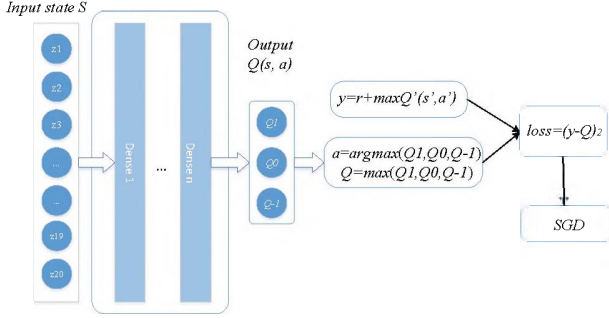 Input state S
z1
z2
z3
...
...
z19
z20
Dense 1
...
Dense n
Output
Q(s, a)
Q1
Q0
Q-1
y=r+maxQ'(s',a')
a=argmax(Q1,Q0,Q-1)
Q=max(Q1,Q0,Q-1)
loss=(y-Q)2
SGD